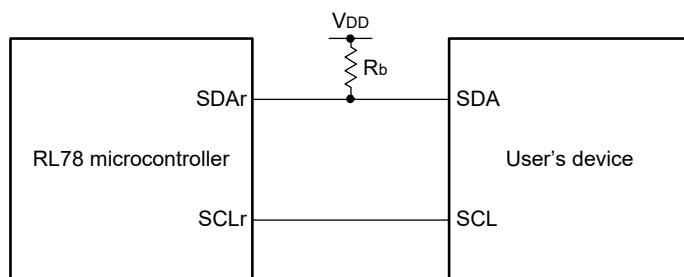 VDD
Rb
SDAr
SDA
RL78 microcontroller
User's device
SCLr
SCL